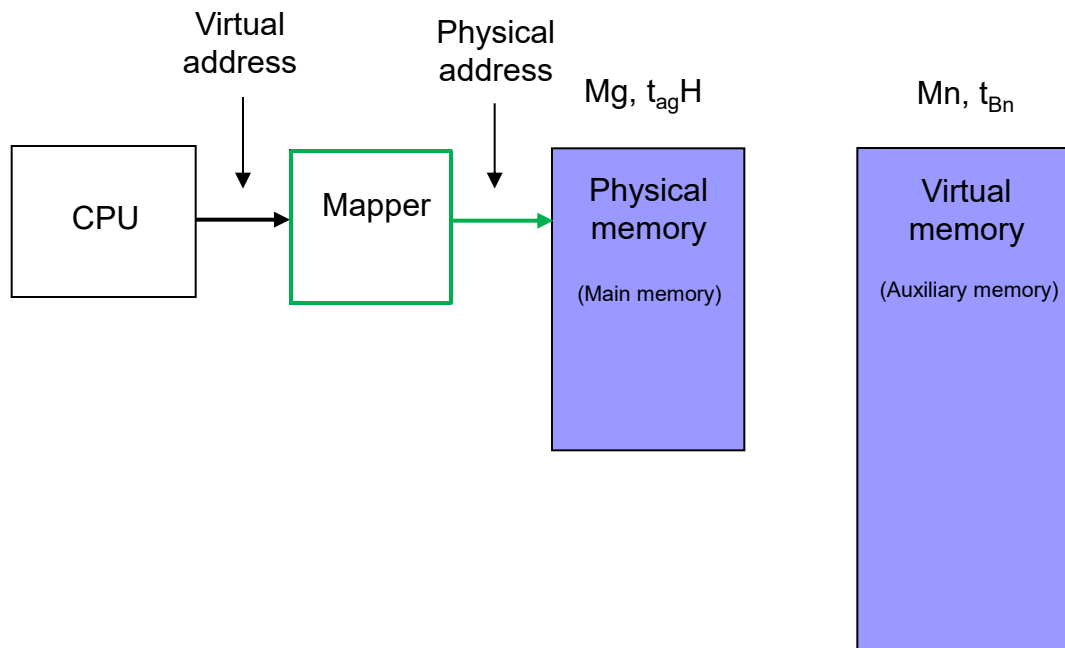 Virtual
address
Physical
address
Mg, tagH
Mn, tBn
CPU
Mapper
Physical
memory
(Main memory)
Virtual
memory
(Auxiliary memory)